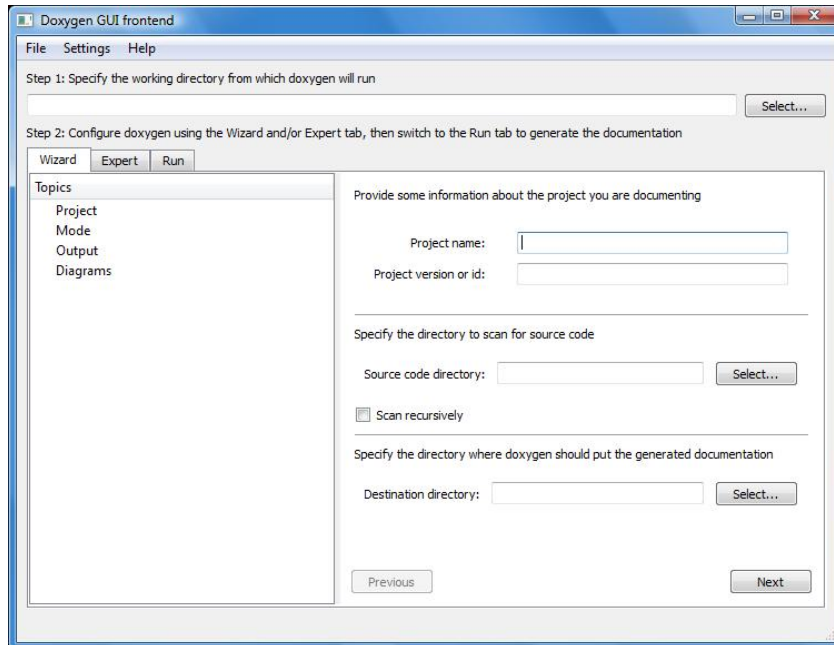 Doxygen GUI frontend
File Settings Help
Step 1: Specify the working directory from which doxygen will run
Select...
Step 2: Configure doxygen using the Wizard and/or Expert tab, then switch to the Run tab to generate the documentation
Wizard Expert Run
Topics
Project
Mode
Output
Diagrams
Provide some information about the project you are documenting
Project name:
Project version or id:
Specify the directory to scan for source code
Source code directory: Select...
Scan recursively
Specify the directory where doxygen should put the generated documentation
Destination directory: Select...
Previous Next